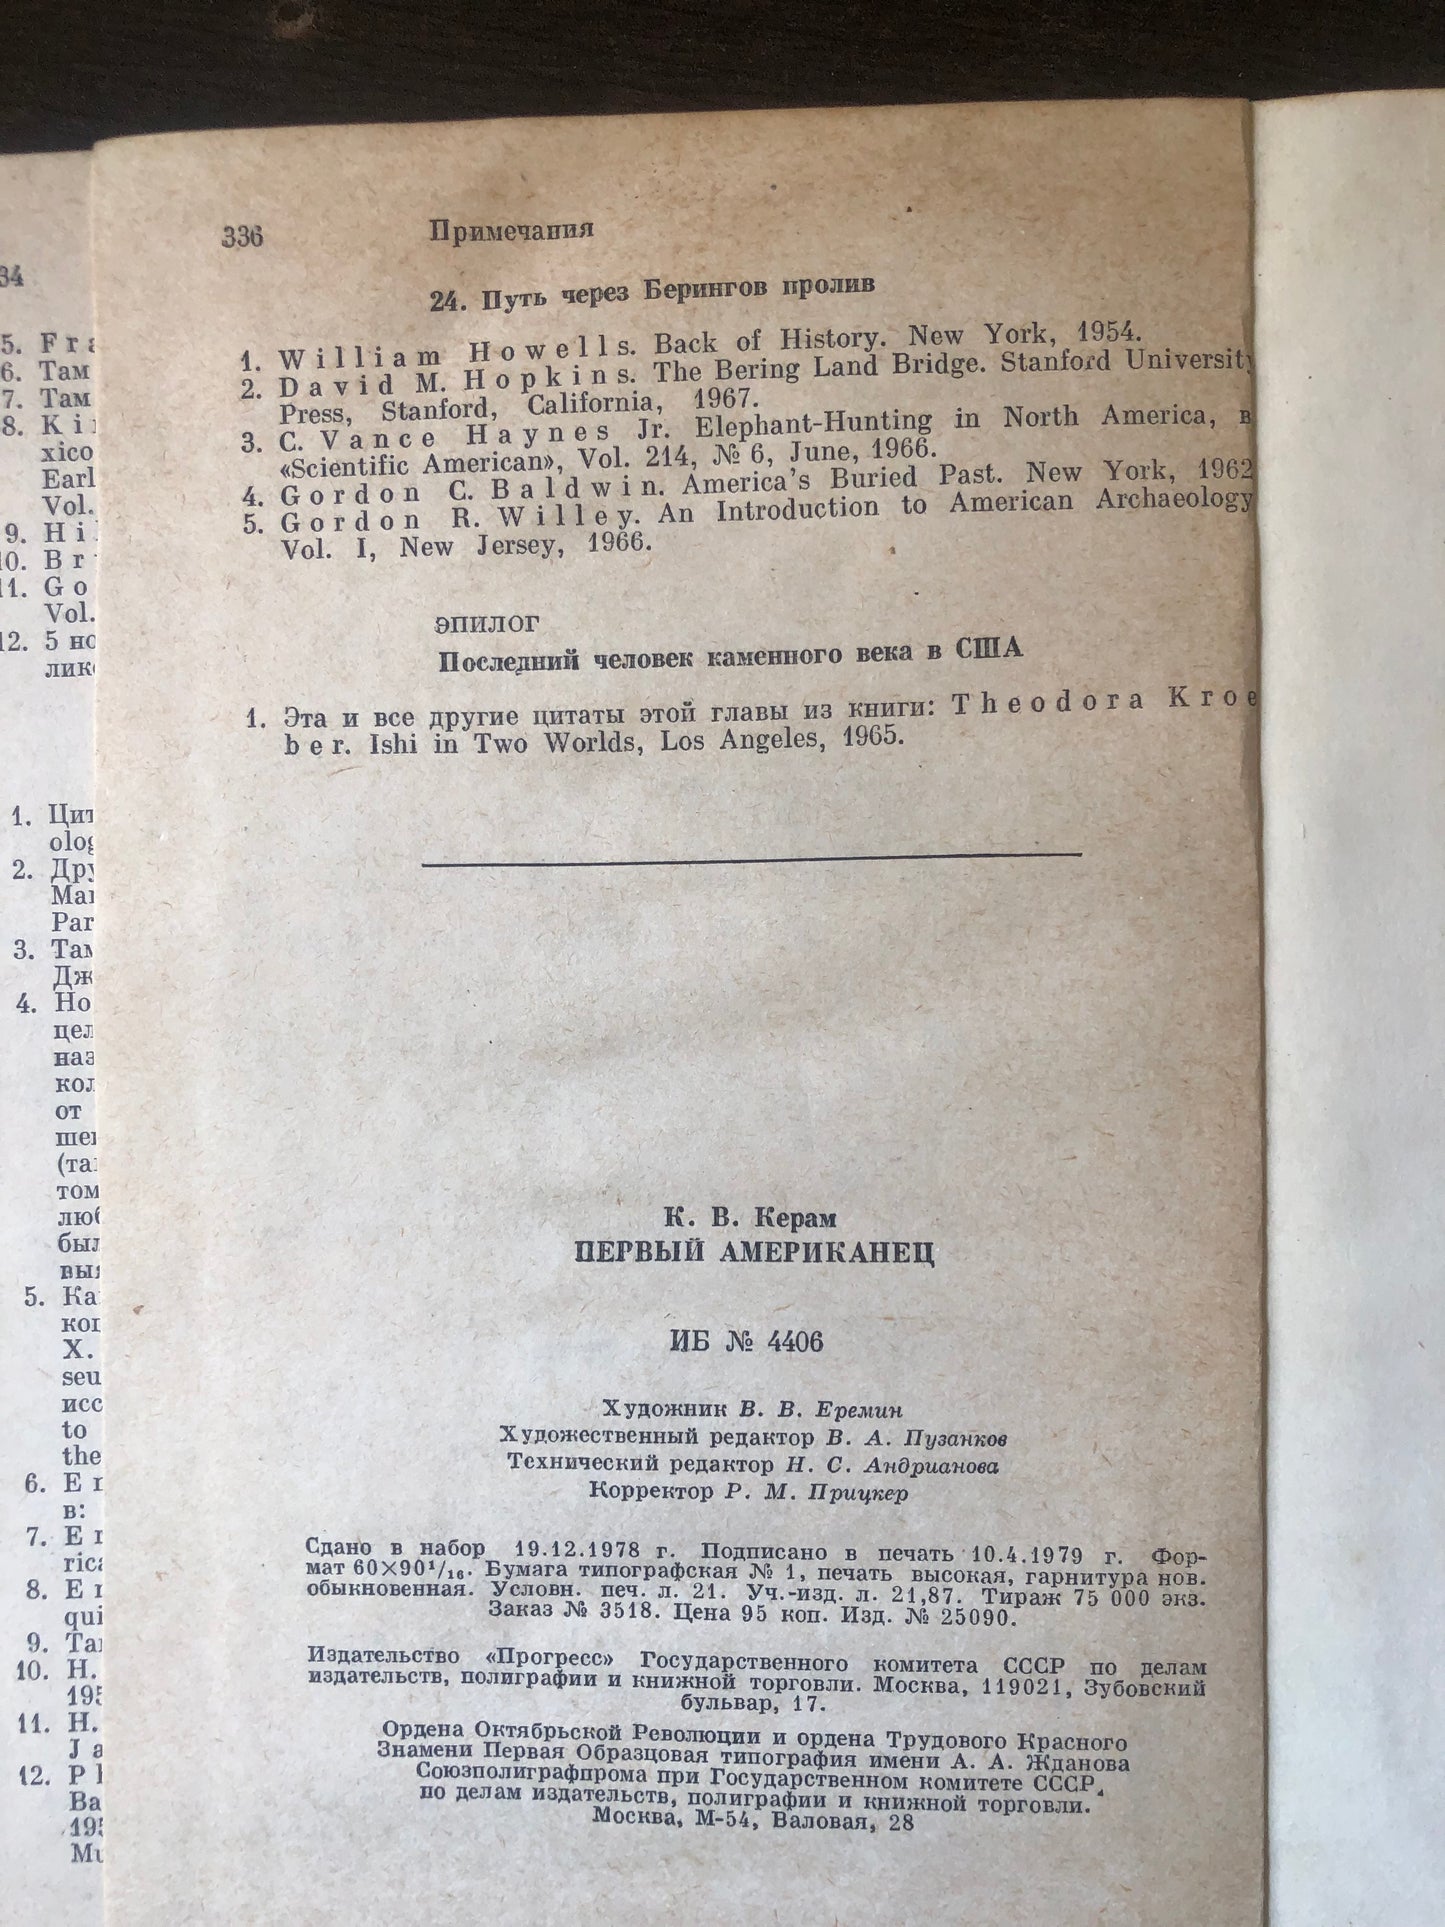 336 Примечания
24. Путь через Берингов пролив
1. William Howells. Back of History. New York, 1954.
2. David M. Hopkins. The Bering Land Bridge. Stanford University
Press, Stanford, California, 1967.
3. C. Vance Haynes Jr. Elephant-Hunting in North America, в
«Scientific American», Vol. 214, № 6, June, 1966.
4. Gordon C. Baldwin. America's Buried Past. New York, 1962
5. Gordon R. Willey. An Introduction to American Archaeology
Vol. I, New Jersey, 1966.
ЭПИЛОГ
Последний человек каменного века в США
1. Эта и все другие цитаты этой главы из книги: Theodora Kroe
ber. Ishi in Two Worlds, Los Angeles, 1965.
К. В. Керам
ПЕРВЫЙ АМЕРИКАНЕЦ
ИБ № 4406
Художник В. В. Еремин
Художественный редактор В. А. Пузанков
Технический редактор Н. С. Андрианова
Корректор Р. М. Прицкер
Сдано в набор 19.12.1978 г. Подписано в печать 10.4.1979 г. Фор-
мат 60×90 1/16. Бумага типографская № 1, печать высокая, гарнитура нов.
обыкновенная. Условн. печ. л. 21. Уч.-изд. л. 21,87. Тираж 75 000 экз.
Заказ № 3518. Цена 95 коп. Изд. № 25090.
Издательство «Прогресс» Государственного комитета СССР по делам
издательств, полиграфии и книжной торговли. Москва, 119021, Зубовский
бульвар, 17.
Ордена Октябрьской Революции и ордена Трудового Красного
Знамени Первая Образцовая типография имени А. А. Жданова
Союзполиграфпрома при Государственном комитете СССР
по делам издательств, полиграфии и книжной торговли.
Москва, М-54, Валовая, 28